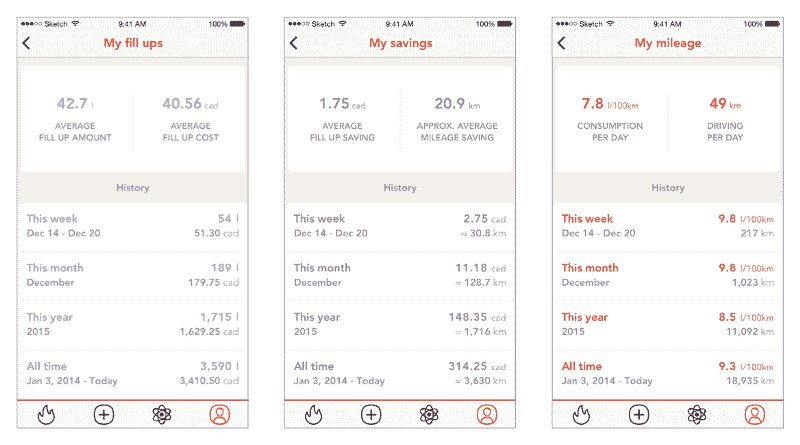 Sketch 9:41 AM 100%
My fill ups
42.7 l 40.56 cad
AVERAGE FILL UP AMOUNT
AVERAGE FILL UP COST
History
This week 54 l
Dec 14 - Dec 20 51.30 cad
This month 189 l
December 179.75 cad
This year 1,715 l
2015 1,629.25 cad
All time 3,590 l
Jan 3, 2014 - Today 3,410.50 cad
Sketch 9:41 AM 100%
My savings
1.75 cad 20.9 km
AVERAGE FILL UP SAVING
APPROX. AVERAGE MILEAGE SAVING
History
This week 2.75 cad
Dec 14 - Dec 20 ≈ 30.8 km
This month 11.18 cad
December ≈ 128.7 km
This year 148.35 cad
2015 ≈ 1,716 km
All time 314.25 cad
Jan 3, 2014 - Today ≈ 3,630 km
Sketch 9:41 AM 100%
My mileage
7.8 l/100km 49 km
CONSUMPTION PER DAY
DRIVING PER DAY
History
This week 9.8 l/100km
Dec 14 - Dec 20 217 km
This month 9.8 l/100km
December 1,023 km
This year 8.5 l/100km
2015 11,092 km
All time 9.3 l/100km
Jan 3, 2014 - Today 18,935 km